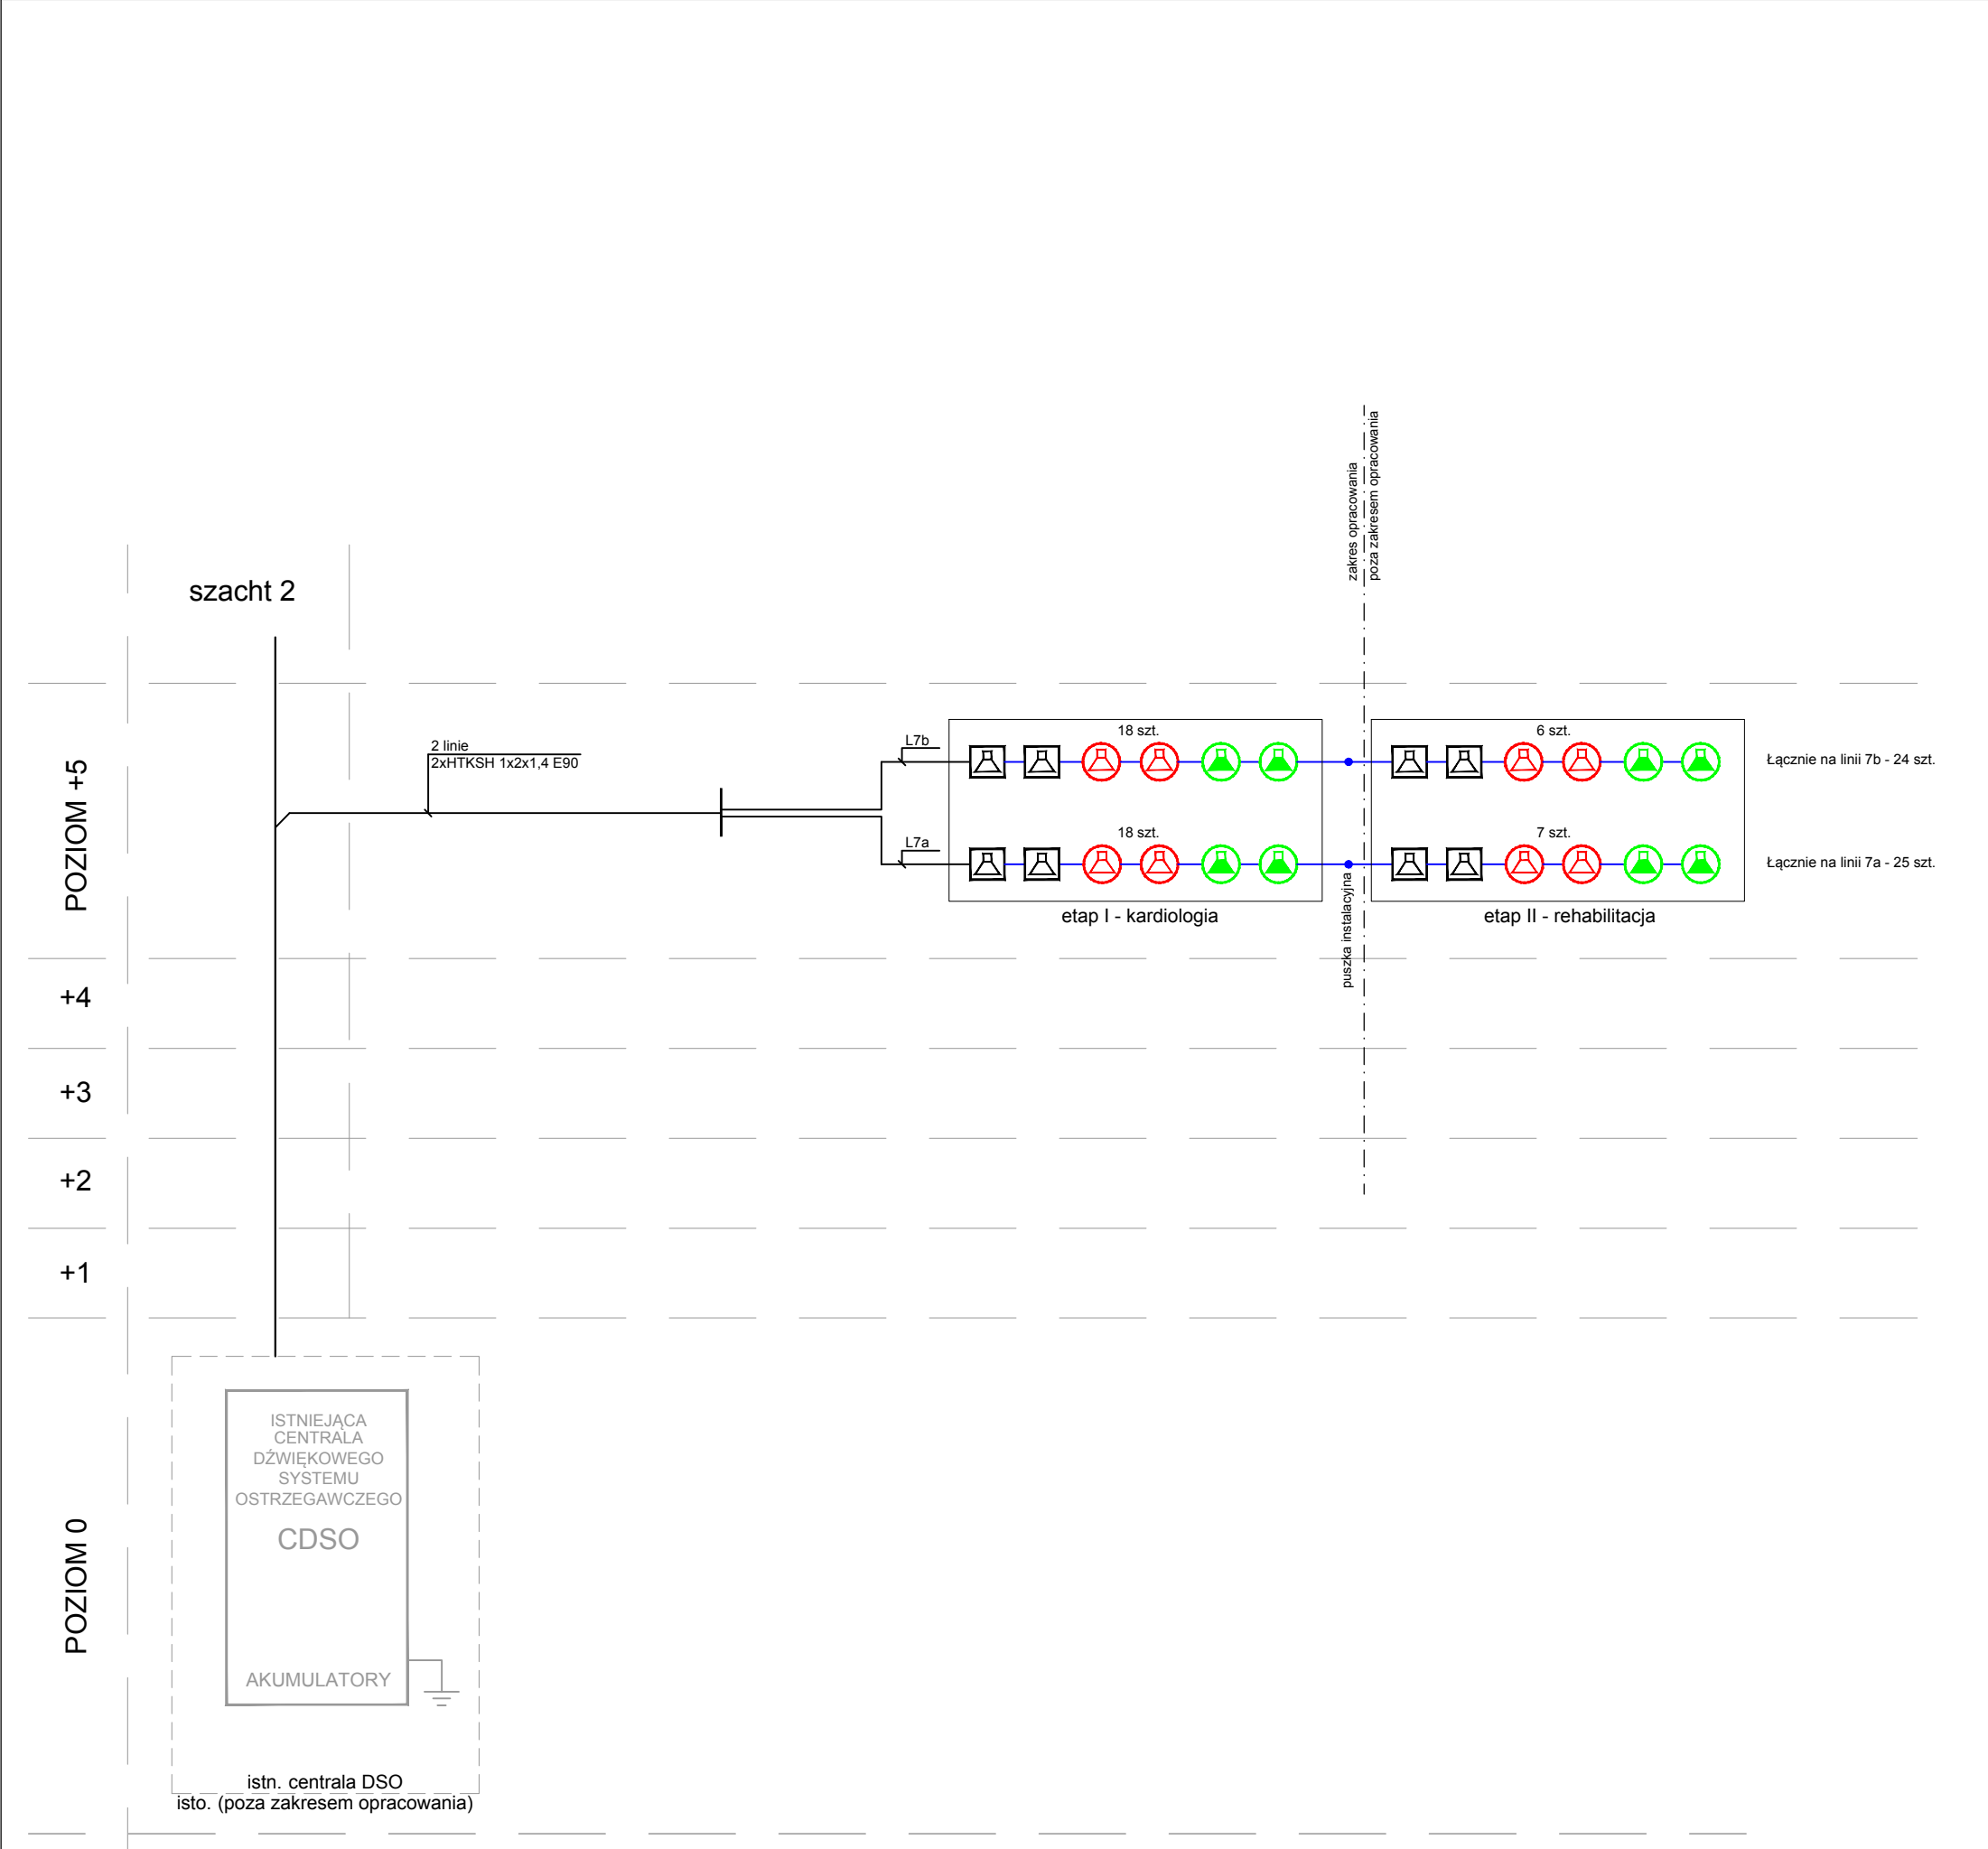 zakres opracowania
poza zakresem opracowania
szacht 2
POZIOM +5
2 linie
2xHTKSH 1x2x1,4 E90
L7b
18 szt.
6 szt.
Łącznie na linii 7b - 24 szt.
L7a
18 szt.
7 szt.
Łącznie na linii 7a - 25 szt.
etap I - kardiologia
puszka instalacyjna
etap II - rehabilitacja
+4
+3
+2
+1
POZIOM 0
ISTNIEJĄCA
CENTRALA
DŹWIĘKOWEGO
SYSTEMU
OSTRZEGAWCZEGO
CDSO
AKUMULATORY
istn. centrala DSO
isto. (poza zakresem opracowania)